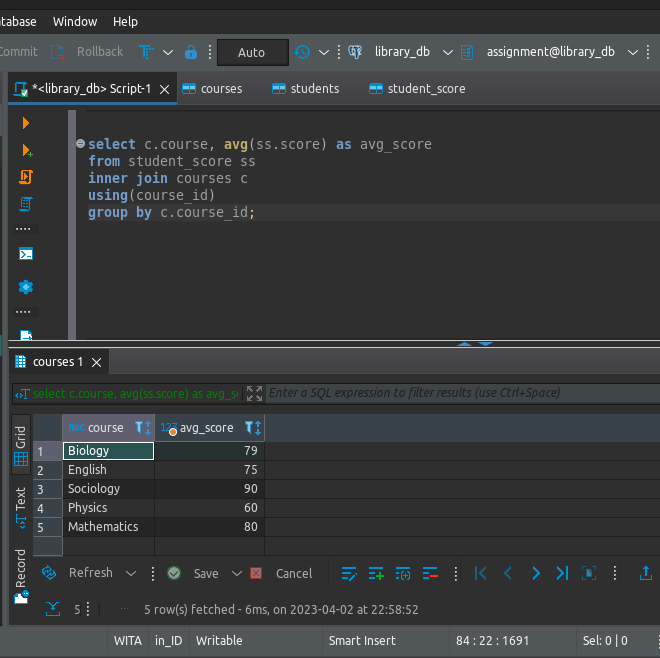 atabase Window Help
Commit Rollback Auto library_db assignment@library_db
*<library_db> Script-1 courses students student_score
select c.course, avg(ss.score) as avg_score
from student_score ss
inner join courses c
using(course_id)
group by c.course_id;
courses 1
select c.course, avg(ss.score) as avg_s Enter a SQL expression to filter results (use Ctrl+Space)
Grid
Text
Record
ABC course 123 avg_score
1 Biology 79
2 English 75
3 Sociology 90
4 Physics 60
5 Mathematics 80
Refresh Save Cancel
5 5 row(s) fetched - 6ms, on 2023-04-02 at 22:58:52
WITA in_ID Writable Smart Insert 84 : 22 : 1691 Sel: 0 | 0